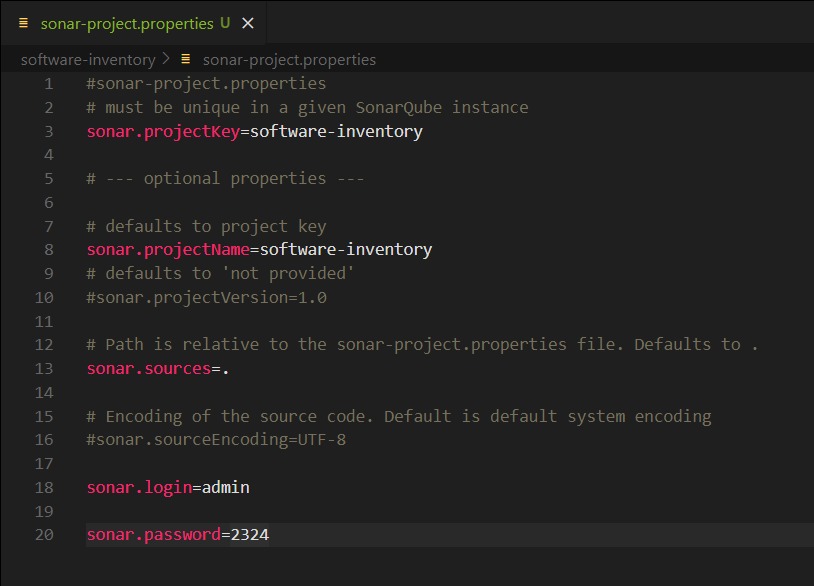 sonar-project.properties U
software-inventory > sonar-project.properties
1 #sonar-project.properties
2 # must be unique in a given SonarQube instance
3 sonar.projectKey=software-inventory
4
5 # --- optional properties ---
6
7 # defaults to project key
8 sonar.projectName=software-inventory
9 # defaults to 'not provided'
10 #sonar.projectVersion=1.0
11
12 # Path is relative to the sonar-project.properties file. Defaults to .
13 sonar.sources=.
14
15 # Encoding of the source code. Default is default system encoding
16 #sonar.sourceEncoding=UTF-8
17
18 sonar.login=admin
19
20 sonar.password=2324